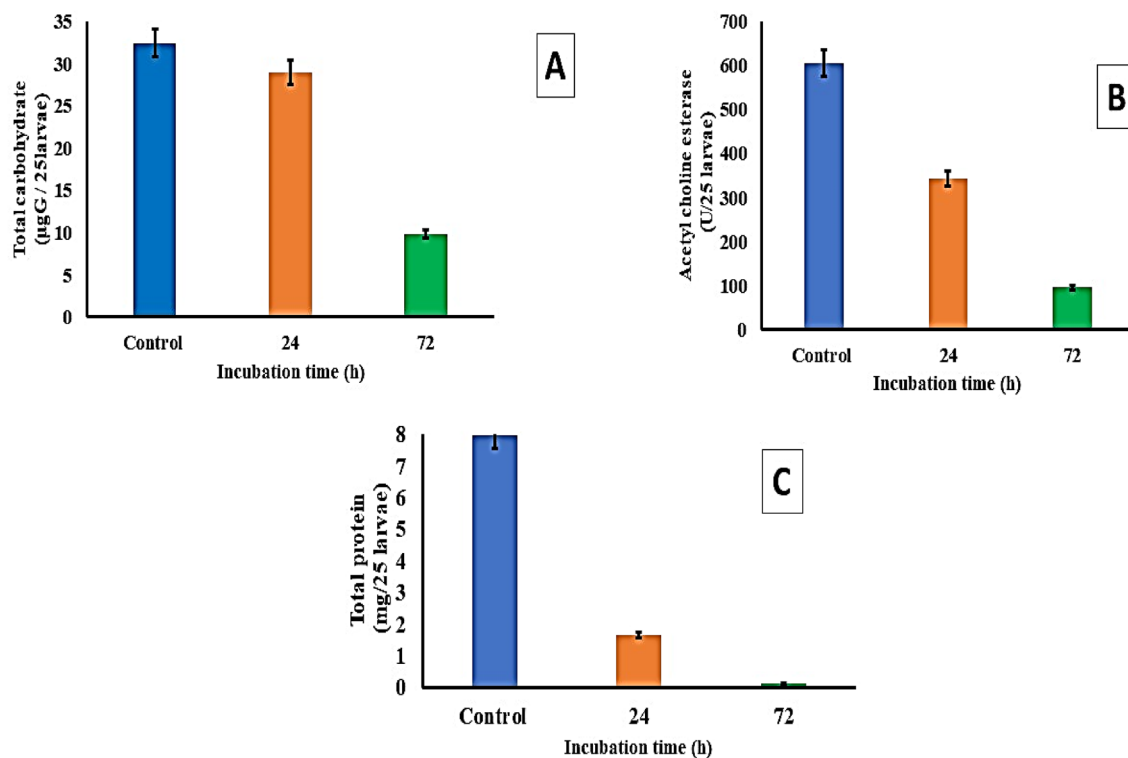 A
Total carbohydrate
(µgG / 25larvae)
35
30
25
20
15
10
5
0
Control 24 72
Incubation time (h)
B
Acetyl choline esterase
(U/25 larvae)
700
600
500
400
300
200
100
0
Control 24 72
Incubation time (h)
C
Total protein
(mg/25 larvae)
8
7
6
5
4
3
2
1
0
Control 24 72
Incubation time (h)